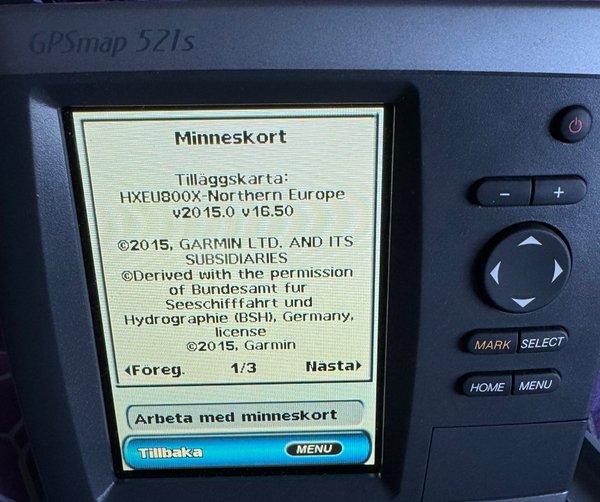 GPSmap 521s
Minneskort
Tilläggskarta:
HXEU800X-Northern Europe
v2015.0 v16.50
©2015, GARMIN LTD. AND ITS
SUBSIDIARIES
©Derived with the permission
of Bundesamt fur
Seeschifffahrt und
Hydrographie (BSH), Germany,
license
©2015, Garmin
Föreg. 1/3 Nästa
Arbeta med minneskort
Tillbaka MENU
- +
MARK SELECT
HOME MENU